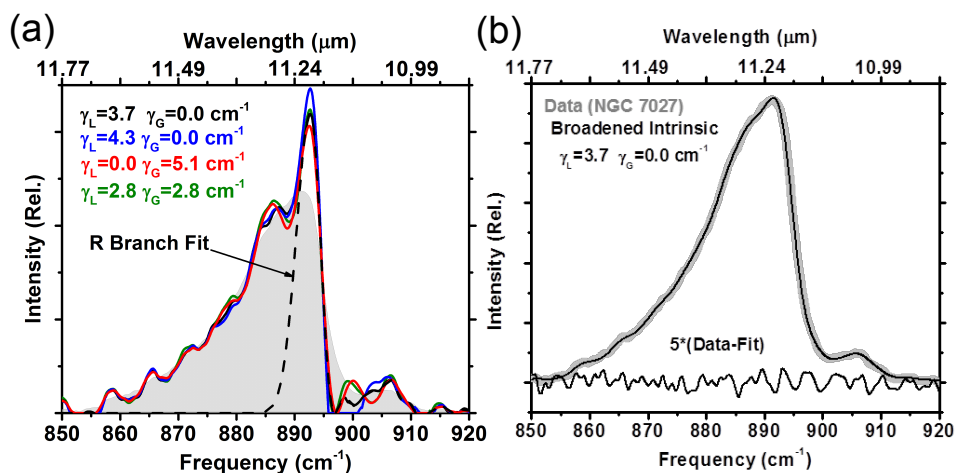 (a)
Wavelength (μm)
11.77 11.49 11.24 10.99
γL=3.7 γG=0.0 cm-1
γL=4.3 γG=0.0 cm-1
γL=0.0 γG=5.1 cm-1
γL=2.8 γG=2.8 cm-1
R Branch Fit
Intensity (Rel.)
850 860 870 880 890 900 910 920
Frequency (cm-1)
(b)
Wavelength (μm)
11.77 11.49 11.24 10.99
Data (NGC 7027)
Broadened Intrinsic
γL=3.7 γG=0.0 cm-1
5*(Data-Fit)
Intensity (Rel.)
850 860 870 880 890 900 910 920
Frequency (cm-1)